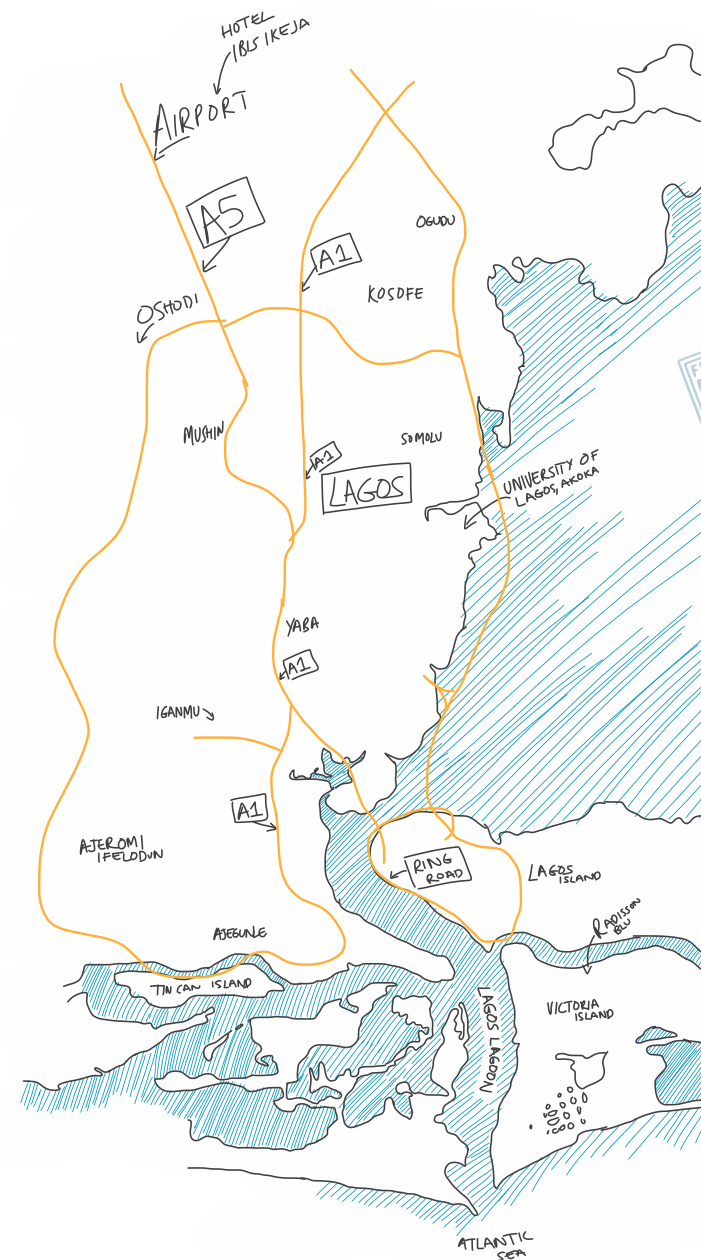 HOTEL
IBIS IKEJA
AIRPORT
A5
OGUDU
A1
KOSOFE
OSHODI
MUSHIN
SOMOLU
A1
LAGOS
UNIVERSITY OF
LAGOS, AKOKA
YABA
A1
IGANMU
A1
AJEROMI
IFELODUN
RING
ROAD
LAGOS
ISLAND
RADISSON
BLU
AJEGUNLE
TIN CAN ISLAND
LAGOS LAGOON
VICTORIA
ISLAND
ATLANTIC
SEA